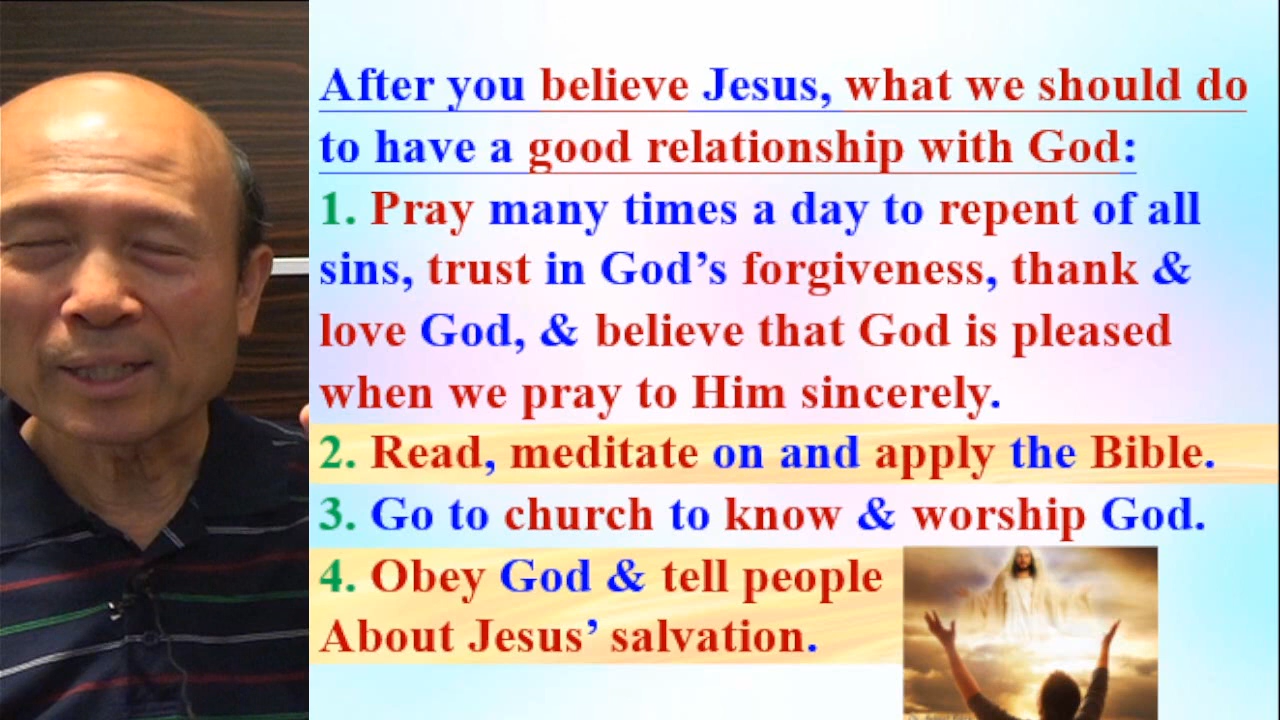 After you believe Jesus, what we should do
to have a good relationship with God:
1. Pray many times a day to repent of all
sins, trust in God’s forgiveness, thank &
love God, & believe that God is pleased
when we pray to Him sincerely.
2. Read, meditate on and apply the Bible.
3. Go to church to know & worship God.
4. Obey God & tell people
About Jesus’ salvation.